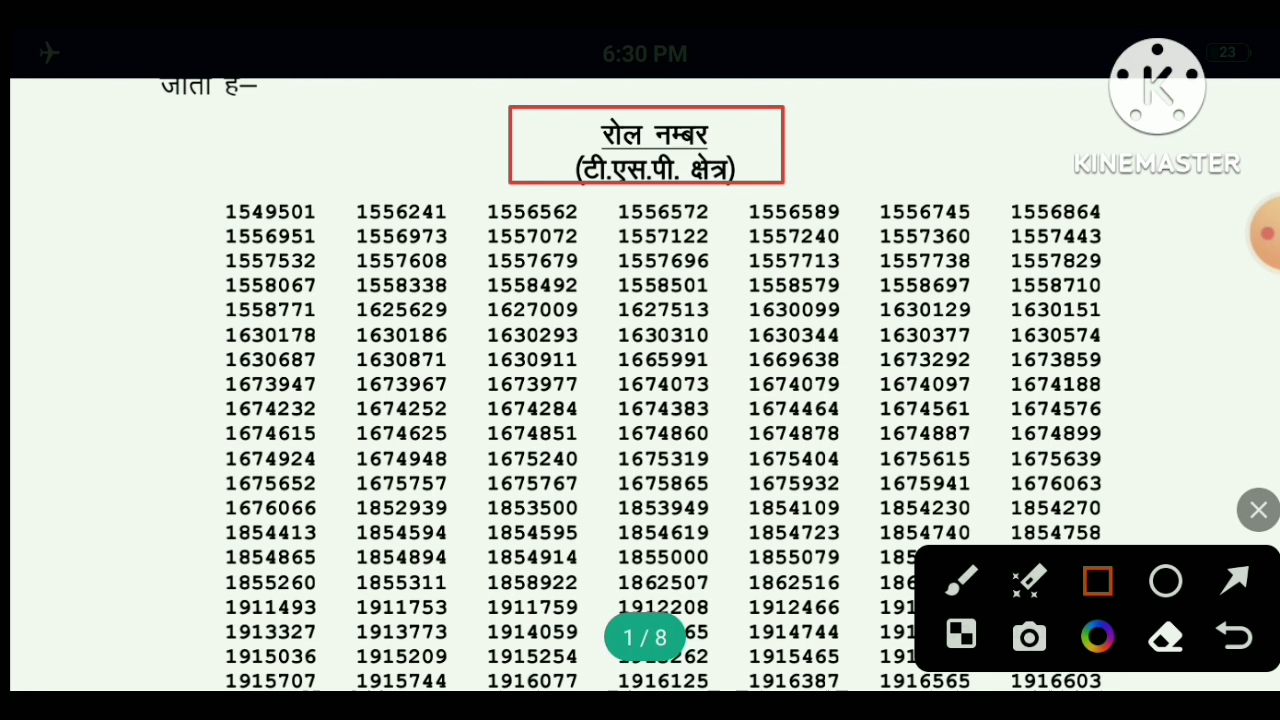 6:30 PM
23
जाता है–
KINEMASTER
रोल नम्बर
(टी.एस.पी. क्षेत्र)
1549501 1556241 1556562 1556572 1556589 1556745 1556864
1556951 1556973 1557072 1557122 1557240 1557360 1557443
1557532 1557608 1557679 1557696 1557713 1557738 1557829
1558067 1558338 1558492 1558501 1558579 1558697 1558710
1558771 1625629 1627009 1627513 1630099 1630129 1630151
1630178 1630186 1630293 1630310 1630344 1630377 1630574
1630687 1630871 1630911 1665991 1669638 1673292 1673859
1673947 1673967 1673977 1674073 1674079 1674097 1674188
1674232 1674252 1674284 1674383 1674464 1674561 1674576
1674615 1674625 1674851 1674860 1674878 1674887 1674899
1674924 1674948 1675240 1675319 1675404 1675615 1675639
1675652 1675757 1675767 1675865 1675932 1675941 1676063
1676066 1852939 1853500 1853949 1854109 1854230 1854270
1854413 1854594 1854595 1854619 1854723 1854740 1854758
1854865 1854894 1854914 1855000 1855079
1855260 1855311 1858922 1862507 1862516
1911493 1911753 1911759 1912208 1912466
1913327 1913773 1914059 1914744
1 / 8
1915036 1915209 1915254 1915465
1915707 1915744 1916077 1916125 1916387 1916565 1916603